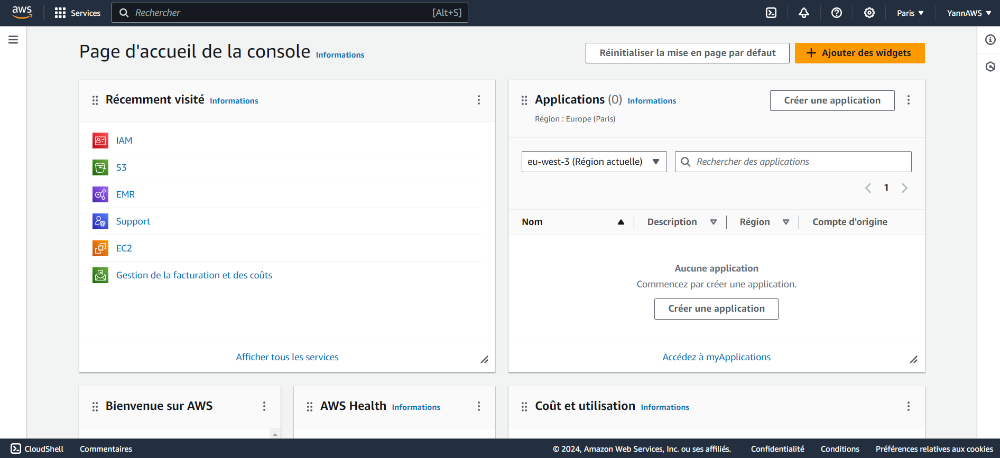 aws Services Rechercher [Alt+S] Paris YannAWS
Page d'accueil de la console Informations Réinitialiser la mise en page par défaut Ajouter des widgets
Récemment visité Informations
IAM
S3
EMR
Support
EC2
Gestion de la facturation et des coûts
Afficher tous les services
Applications (0) Informations Créer une application
Région : Europe (Paris)
eu-west-3 (Région actuelle) Rechercher des applications
1
Nom Description Région Compte d'origine
Aucune application
Commencez par créer une application.
Créer une application
Accédez à myApplications
Bienvenue sur AWS
AWS Health Informations
Coût et utilisation Informations
CloudShell Commentaires © 2024, Amazon Web Services, Inc. ou ses affiliés. Confidentialité Conditions Préférences relatives aux cookies